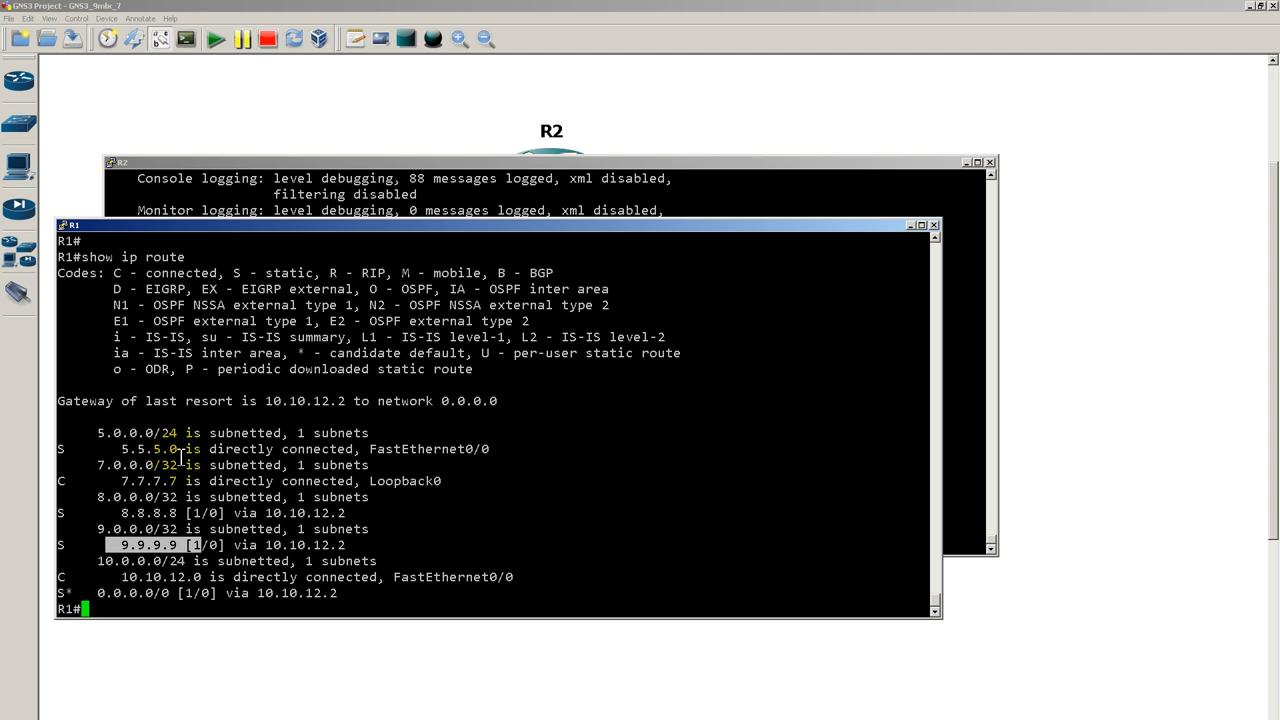 GNS3 Project - GNS3_9mlx_7
File Edit View Control Device Annotate Help
R2
R2
Console logging: level debugging, 88 messages logged, xml disabled,
filtering disabled
Monitor logging: level debugging, 0 messages logged, xml disabled,
R1
R1#
R1#show ip route
Codes: C - connected, S - static, R - RIP, M - mobile, B - BGP
D - EIGRP, EX - EIGRP external, O - OSPF, IA - OSPF inter area
N1 - OSPF NSSA external type 1, N2 - OSPF NSSA external type 2
E1 - OSPF external type 1, E2 - OSPF external type 2
i - IS-IS, su - IS-IS summary, L1 - IS-IS level-1, L2 - IS-IS level-2
ia - IS-IS inter area, * - candidate default, U - per-user static route
o - ODR, P - periodic downloaded static route
Gateway of last resort is 10.10.12.2 to network 0.0.0.0
5.0.0.0/24 is subnetted, 1 subnets
S 5.5.5.0 is directly connected, FastEthernet0/0
7.0.0.0/32 is subnetted, 1 subnets
C 7.7.7.7 is directly connected, Loopback0
8.0.0.0/32 is subnetted, 1 subnets
S 8.8.8.8 [1/0] via 10.10.12.2
9.0.0.0/32 is subnetted, 1 subnets
S 9.9.9.9 [1/0] via 10.10.12.2
10.0.0.0/24 is subnetted, 1 subnets
C 10.10.12.0 is directly connected, FastEthernet0/0
S* 0.0.0.0/0 [1/0] via 10.10.12.2
R1#